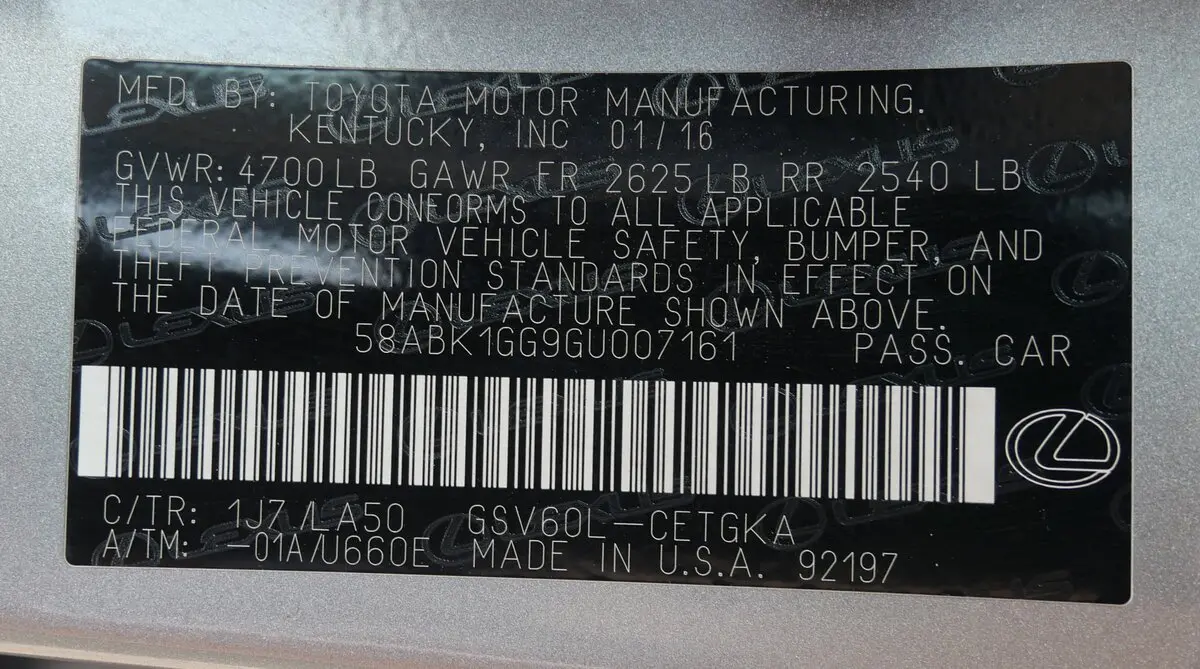 MFD. BY: TOYOTA MOTOR MANUFACTURING.
KENTUCKY, INC 01/16
GVWR: 4700LB GAWR FR 2625LB RR 2540 LB
THIS VEHICLE CONFORMS TO ALL APPLICABLE
FEDERAL MOTOR VEHICLE SAFETY, BUMPER, AND
THEFT PREVENTION STANDARDS IN EFFECT ON
THE DATE OF MANUFACTURE SHOWN ABOVE.
58ABK1GG9GU007161 PASS. CAR
C/TR: 1J7 /LA50 GSV60L-CETGKA
A/TM: -01A/U660E MADE IN U.S.A. 92197